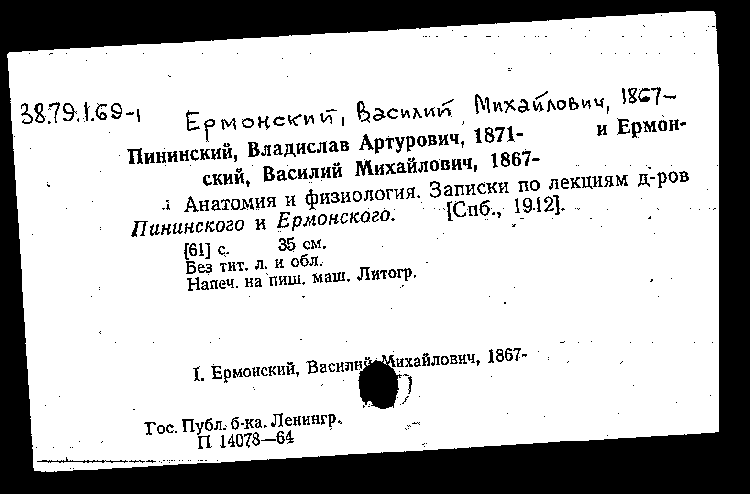 38.79.1.69-1
Ермонский, Василий Михайлович, 1867-
Пининский, Владислав Артурович, 1871- и Ермон-
ский, Василий Михайлович, 1867-
Анатомия и физиология. Записки по лекциям д-ров
Пининского и Ермонского. [Спб., 1912].
[61] с. 35 см.
Без тит. л. и обл.
Напеч. на пиш. маш. Литогр.
I. Ермонский, Василий Михайлович, 1867-
Гос. Публ. б-ка. Ленингр.
П 14078—64